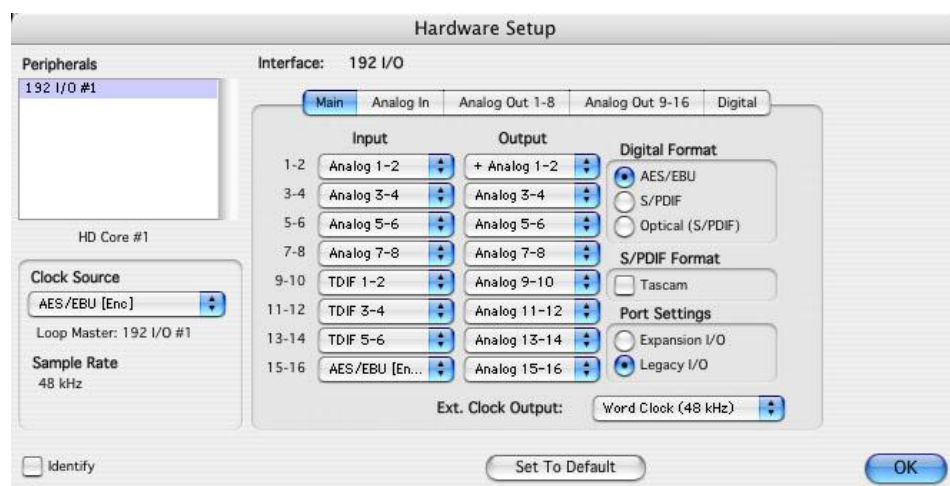 Hardware Setup
Peripherals
192 I/O #1
HD Core #1
Clock Source
AES/EBU [Enc]
Loop Master: 192 I/O #1
Sample Rate
48 kHz
Identify
Interface: 192 I/O
Main Analog In Analog Out 1-8 Analog Out 9-16 Digital
Input Output
1-2 Analog 1-2 + Analog 1-2
3-4 Analog 3-4 Analog 3-4
5-6 Analog 5-6 Analog 5-6
7-8 Analog 7-8 Analog 7-8
9-10 TDIF 1-2 Analog 9-10
11-12 TDIF 3-4 Analog 11-12
13-14 TDIF 5-6 Analog 13-14
15-16 AES/EBU [En... Analog 15-16
Digital Format
AES/EBU
S/PDIF
Optical (S/PDIF)
S/PDIF Format
Tascam
Port Settings
Expansion I/O
Legacy I/O
Ext. Clock Output: Word Clock (48 kHz)
Set To Default
OK